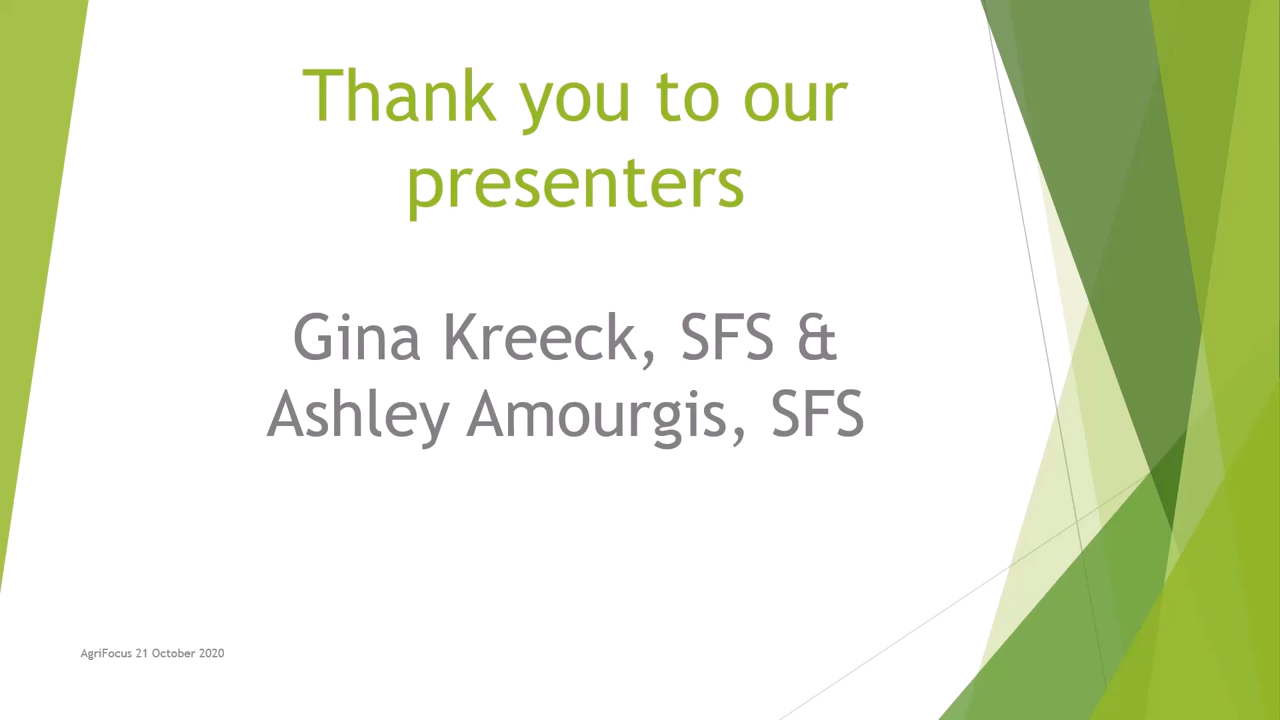 Thank you to our
presenters
Gina Kreeck, SFS &
Ashley Amourgis, SFS
AgriFocus 21 October 2020